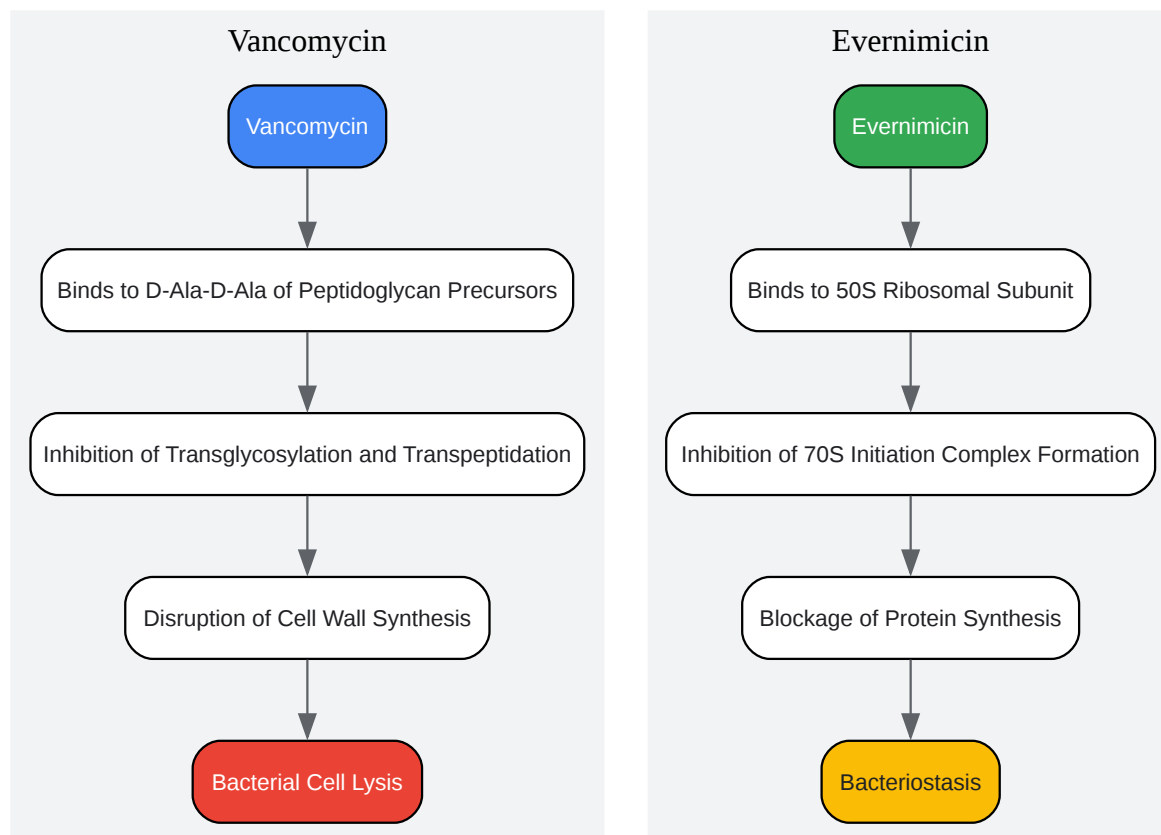 Vancomycin
Vancomycin
Binds to D-Ala-D-Ala of Peptidoglycan Precursors
Inhibition of Transglycosylation and Transpeptidation
Disruption of Cell Wall Synthesis
Bacterial Cell Lysis
Evernimicin
Evernimicin
Binds to 50S Ribosomal Subunit
Inhibition of 70S Initiation Complex Formation
Blockage of Protein Synthesis
Bacteriostasis